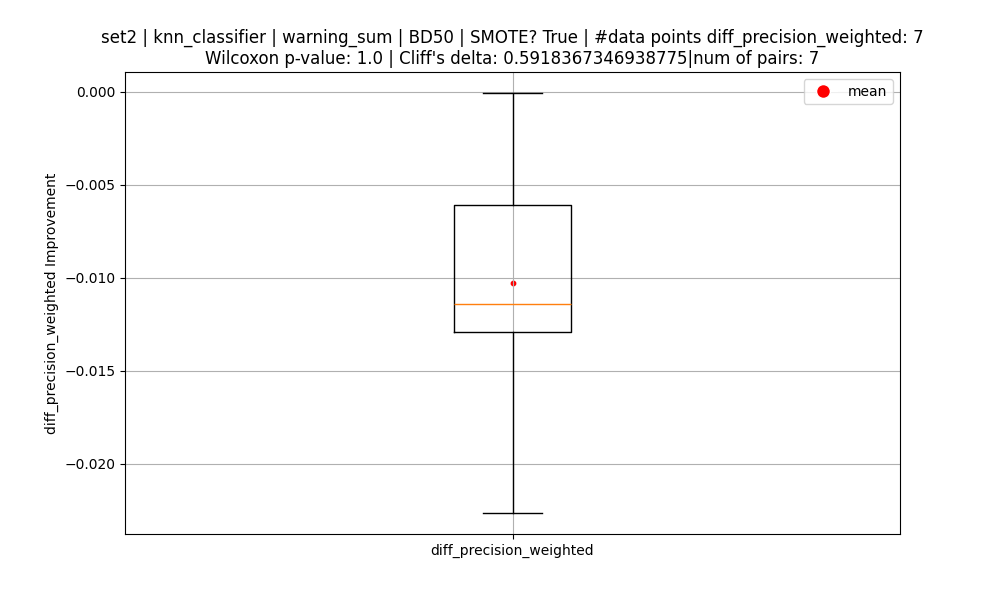 set2 | knn_classifier | warning_sum | BD50 | SMOTE? True | #data points diff_precision_weighted: 7
Wilcoxon p-value: 1.0 | Cliff's delta: 0.5918367346938775|num of pairs: 7
mean
0.000
−0.005
−0.010
−0.015
−0.020
diff_precision_weighted Improvement
diff_precision_weighted